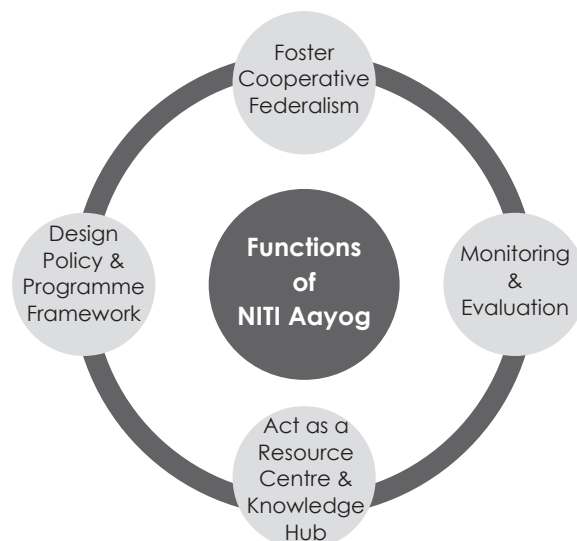 Foster
Cooperative
Federalism
Design
Policy &
Programme
Framework
Functions
of
NITI Aayog
Monitoring
&
Evaluation
Act as a
Resource
Centre &
Knowledge
Hub